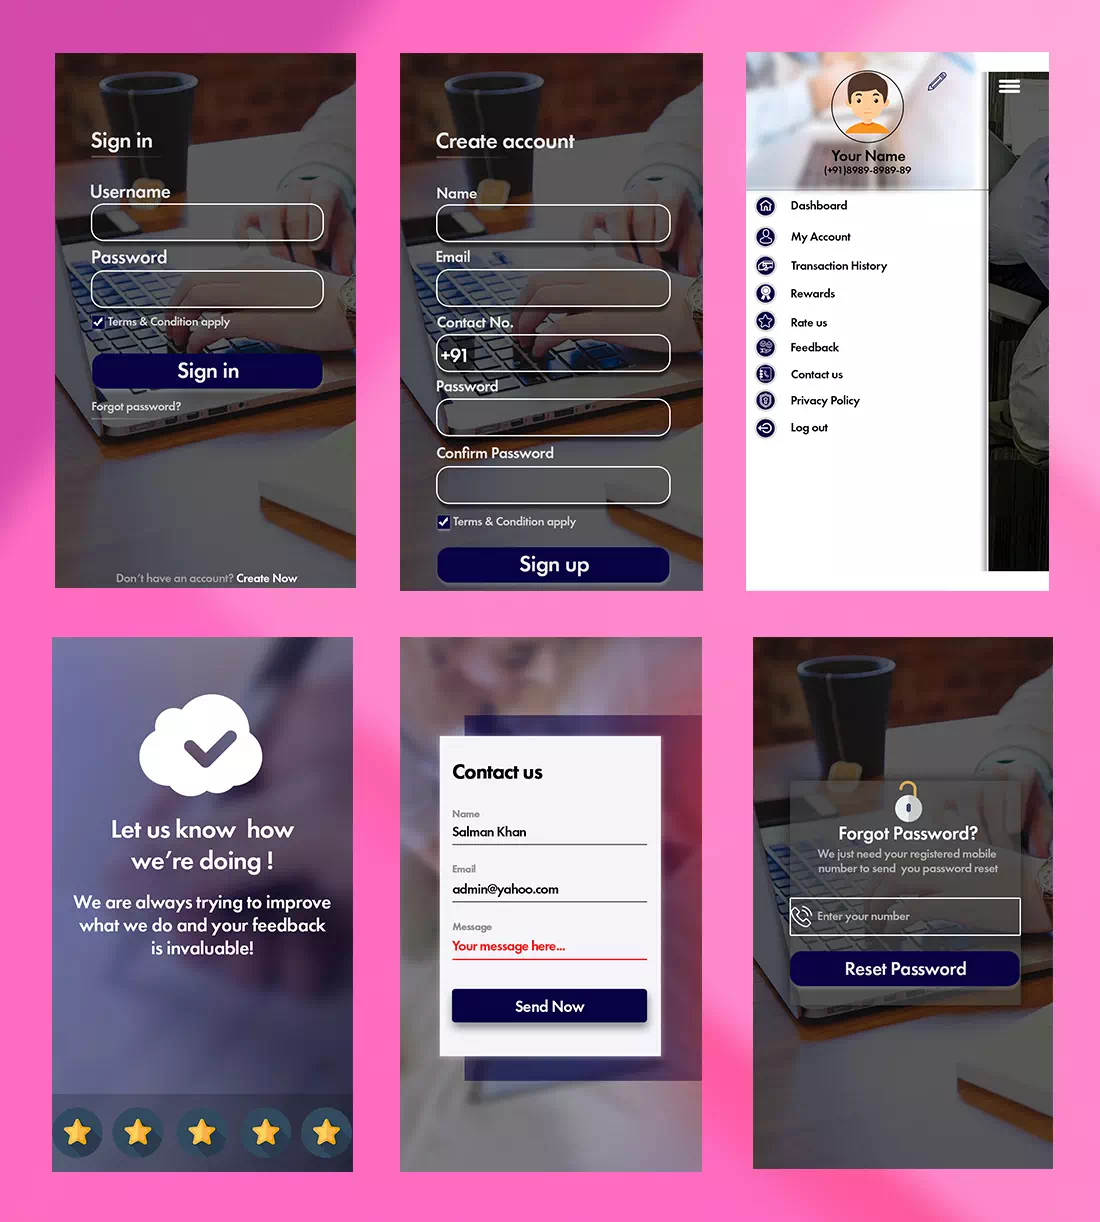 Sign in
Username
Password
Terms & Condition apply
Sign in
Forgot password?
Don't have an account? Create Now
Create account
Name
Email
Contact No.
+91
Password
Confirm Password
Terms & Condition apply
Sign up
Your Name
(+91)8989-8989-89
Dashboard
My Account
Transaction History
Rewards
Rate us
Feedback
Contact us
Privacy Policy
Log out
Let us know how
we're doing !
We are always trying to improve
what we do and your feedback
is invaluable!
Contact us
Name
Salman Khan
Email
admin@yahoo.com
Message
Your message here...
Send Now
Forgot Password?
We just need your registered mobile
number to send you password reset
Enter your number
Reset Password